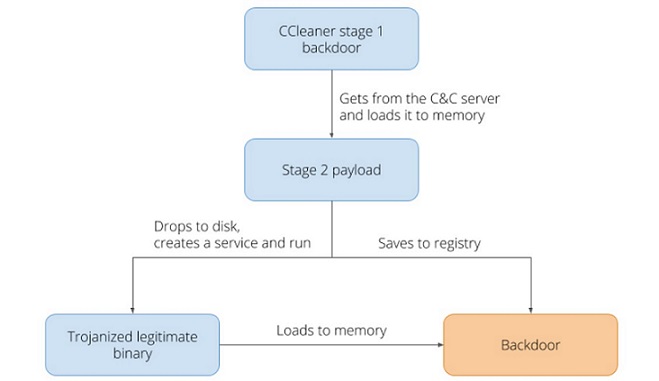 CCleaner stage 1
backdoor
Gets from the C&C server
and loads it to memory
Stage 2 payload
Drops to disk,
creates a service and run
Saves to registry
Trojanized legitimate
binary
Loads to memory
Backdoor